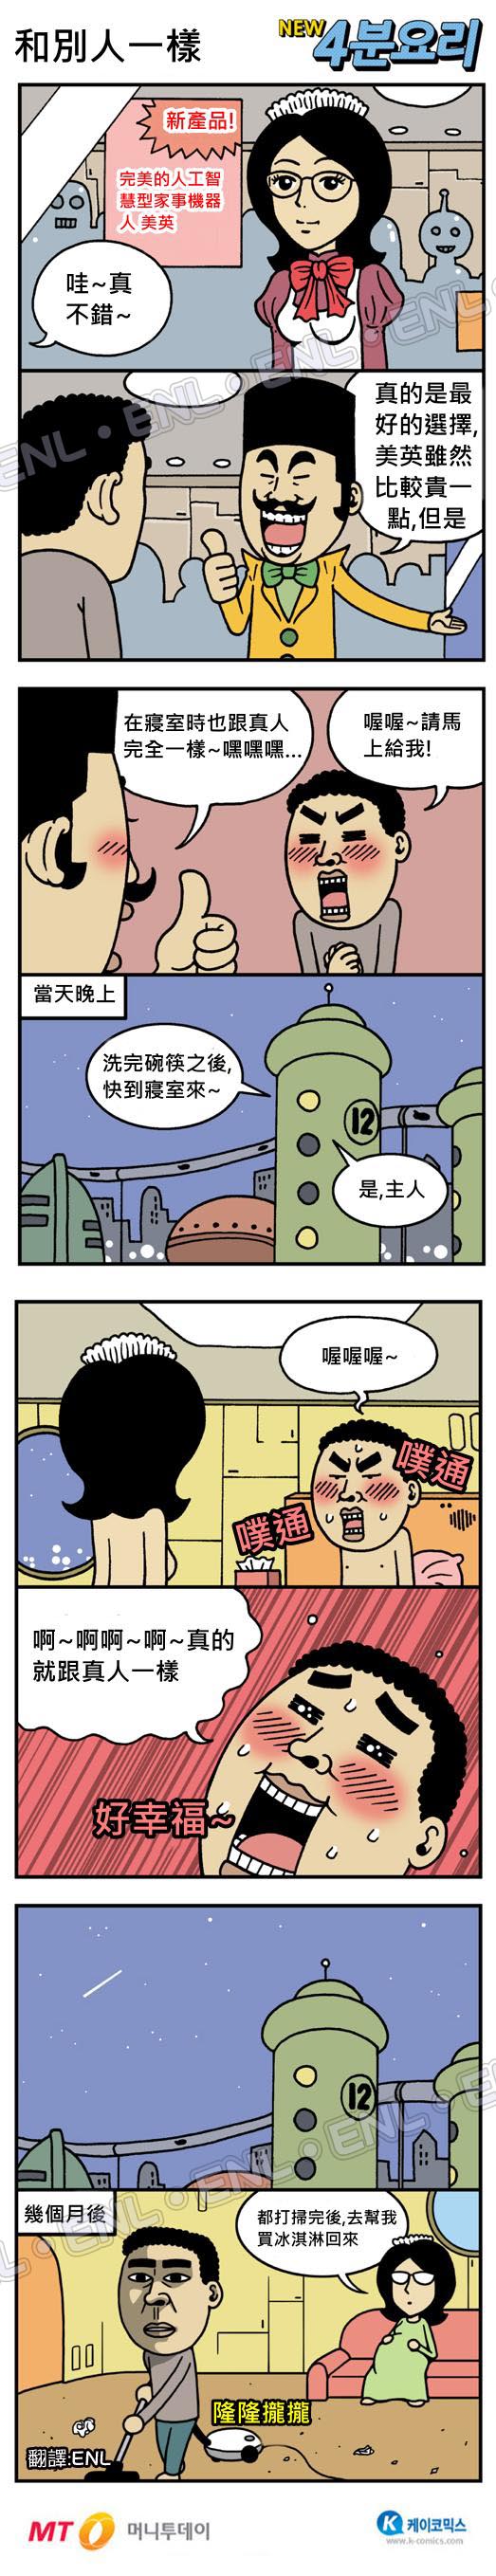 和別人一樣
NEW
4분요리
新產品!
完美的人工智
慧型家事機器
人 美英
哇~真
不錯~
ENL•ENL•ENL•ENL
真的是最
好的選擇,
美英雖然
比較貴一
點,但是
在寢室時也跟真人
完全一樣~嘿嘿嘿...
喔喔~請馬
上給我!
當天晚上
洗完碗筷之後,
快到寢室來~
12
是,主人
喔喔喔~
噗通
噗通
啊~啊啊~啊~真的
就跟真人一樣
好幸福~
12
ENL•ENL•ENL•ENL
幾個月後
都打掃完後,去幫我
買冰淇淋回來
隆隆攏攏
翻譯:ENL
MT 머니투데이
K 케이코믹스
www.k-comics.com